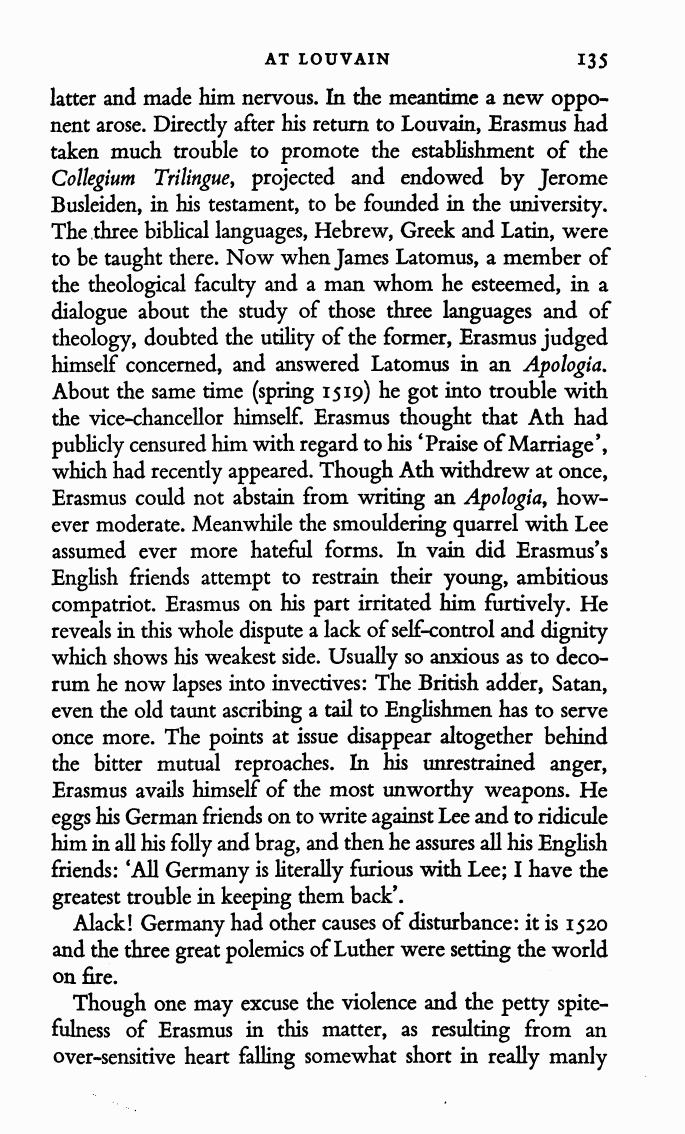 AT LOUVAIN 135
latter and made him nervous. In the meantime a new oppo-
nent arose. Directly after his return to Louvain, Erasmus had
taken much trouble to promote the establishment of the
Collegium Trilingue, projected and endowed by Jerome
Busleiden, in his testament, to be founded in the university.
The three biblical languages, Hebrew, Greek and Latin, were
to be taught there. Now when James Latomus, a member of
the theological faculty and a man whom he esteemed, in a
dialogue about the study of those three languages and of
theology, doubted the utility of the former, Erasmus judged
himself concerned, and answered Latomus in an Apologia.
About the same time (spring 1519) he got into trouble with
the vice-chancellor himself. Erasmus thought that Ath had
publicly censured him with regard to his ‘Praise of Marriage’,
which had recently appeared. Though Ath withdrew at once,
Erasmus could not abstain from writing an Apologia, how-
ever moderate. Meanwhile the smouldering quarrel with Lee
assumed ever more hateful forms. In vain did Erasmus’s
English friends attempt to restrain their young, ambitious
compatriot. Erasmus on his part irritated him furtively. He
reveals in this whole dispute a lack of self-control and dignity
which shows his weakest side. Usually so anxious as to deco-
rum he now lapses into invectives: The British adder, Satan,
even the old taunt ascribing a tail to Englishmen has to serve
once more. The points at issue disappear altogether behind
the bitter mutual reproaches. In his unrestrained anger,
Erasmus avails himself of the most unworthy weapons. He
eggs his German friends on to write against Lee and to ridicule
him in all his folly and brag, and then he assures all his English
friends: ‘All Germany is literally furious with Lee; I have the
greatest trouble in keeping them back’.
Alack! Germany had other causes of disturbance: it is 1520
and the three great polemics of Luther were setting the world
on fire.
Though one may excuse the violence and the petty spite-
fulness of Erasmus in this matter, as resulting from an
over-sensitive heart falling somewhat short in really manly